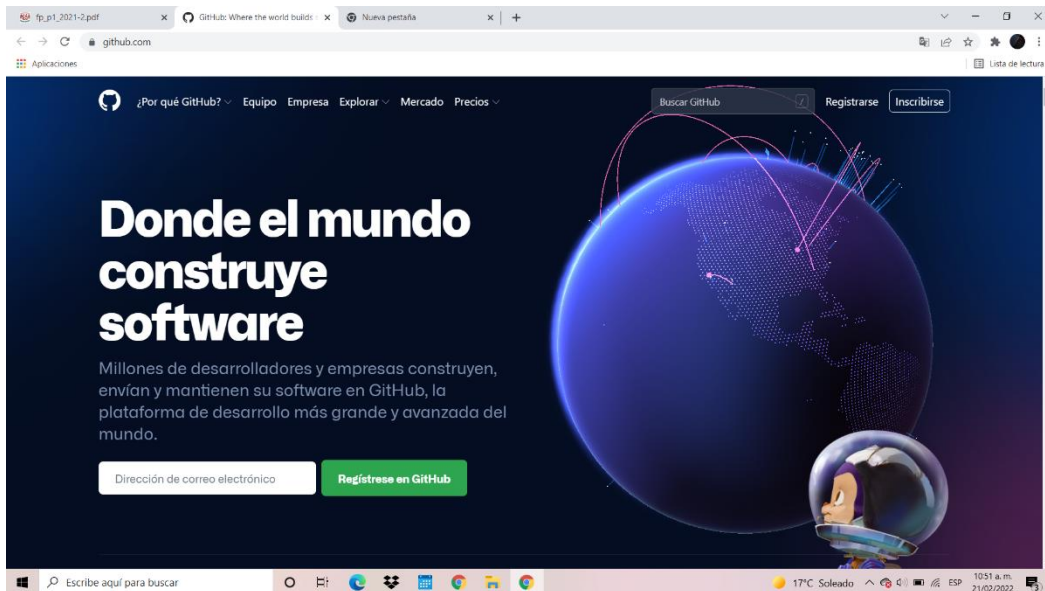 fp_p1_2021-2.pdf
GitHub: Where the world builds s
Nueva pestaña
github.com
Aplicaciones
Lista de lectura
¿Por qué GitHub? Equipo Empresa Explorar Mercado Precios
Buscar GitHub /
Registrarse
Inscribirse
Donde el mundo
construye
software
Millones de desarrolladores y empresas construyen,
envían y mantienen su software en GitHub, la
plataforma de desarrollo más grande y avanzada del
mundo.
Dirección de correo electrónico
Regístrese en GitHub
Escribe aquí para buscar
17°C Soleado
ESP
10:51 a. m.
21/02/2022